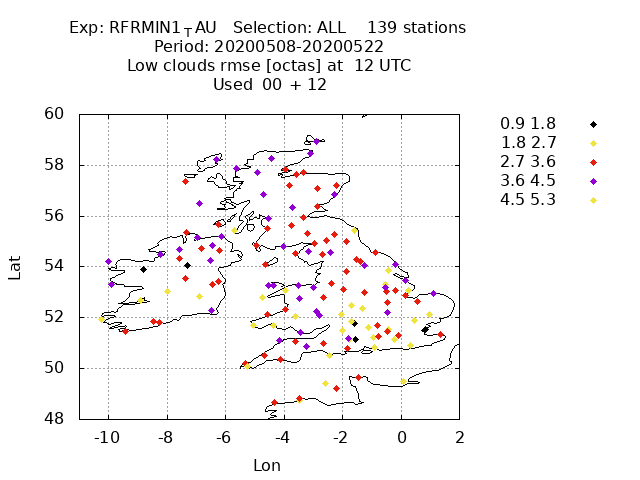 Exp: RFRMIN1_TAU   Selection: ALL    139 stations
Period: 20200508-20200522
Low clouds rmse [octas] at  12 UTC
Used  00 + 12
0.9 1.8
1.8 2.7
2.7 3.6
3.6 4.5
4.5 5.3
60
58
56
54
52
50
48
Lat
-10 -8 -6 -4 -2 0 2
Lon